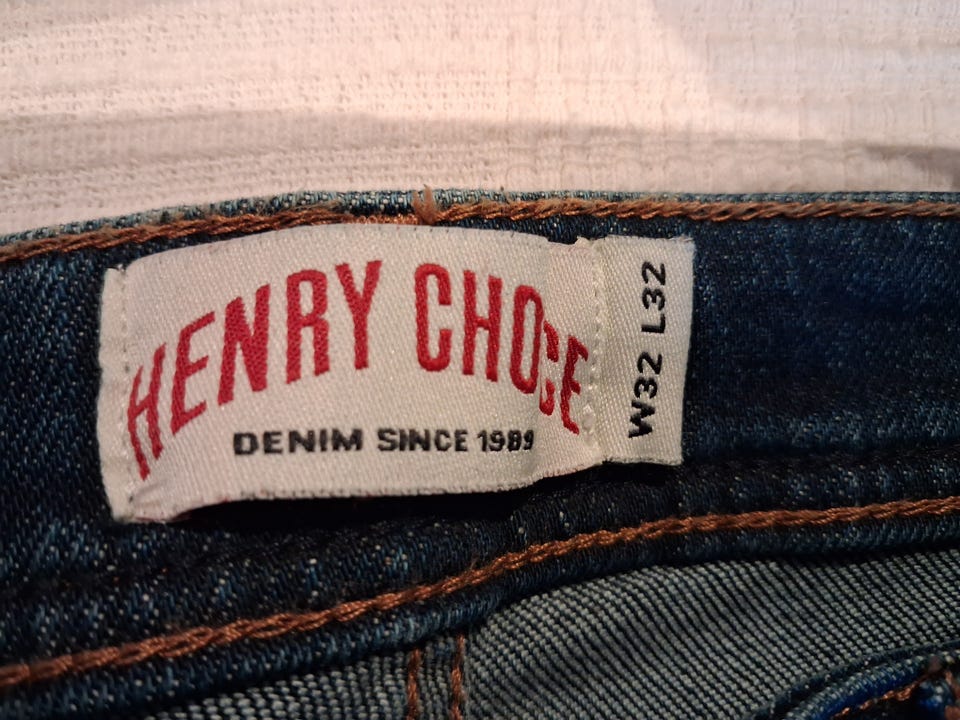 HENRY CHOICE
DENIM SINCE 1989
W32 L32